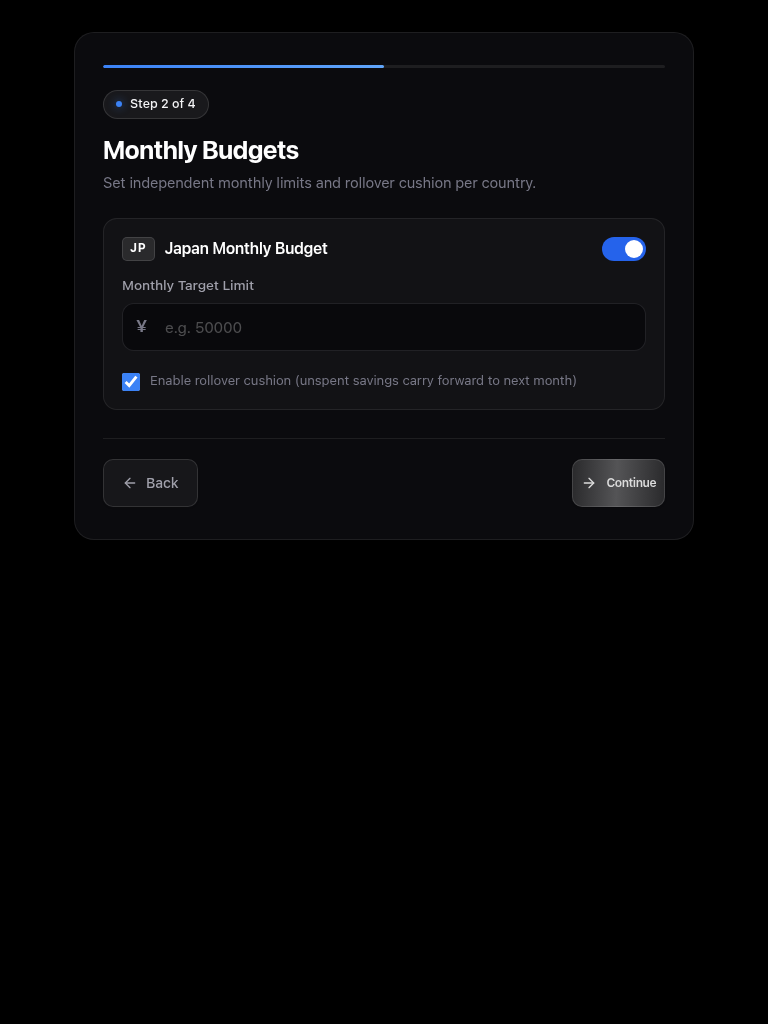 Step 2 of 4
Monthly Budgets
Set independent monthly limits and rollover cushion per country.
JP Japan Monthly Budget
Monthly Target Limit
¥ e.g. 50000
Enable rollover cushion (unspent savings carry forward to next month)
Back
Continue